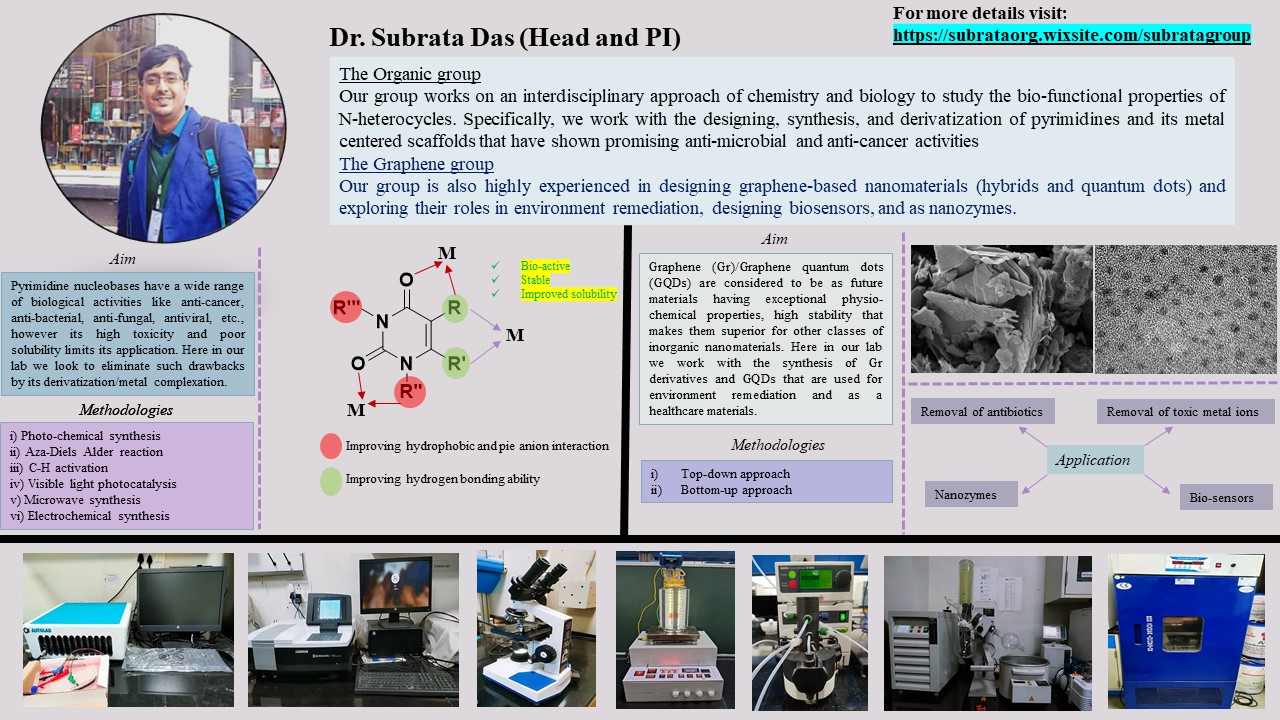 Dr. Subrata Das (Head and PI)
For more details visit:
https://subrataorg.wixsite.com/subratagroup
The Organic group
Our group works on an interdisciplinary approach of chemistry and biology to study the bio-functional properties of
N-heterocycles. Specifically, we work with the designing, synthesis, and derivatization of pyrimidines and its metal
centered scaffolds that have shown promising anti-microbial and anti-cancer activities
The Graphene group
Our group is also highly experienced in designing graphene-based nanomaterials (hybrids and quantum dots) and
exploring their roles in environment remediation, designing biosensors, and as nanozymes.
Aim
Pyrimidine nucleobases have a wide range
of biological activities like anti-cancer,
anti-bacterial, anti-fungal, antiviral, etc.,
however its high toxicity and poor
solubility limits its application. Here in our
lab we look to eliminate such drawbacks
by its derivatization/metal complexation.
Methodologies
i) Photo-chemical synthesis
ii) Aza-Diels Alder reaction
iii) C-H activation
iv) Visible light photocatalysis
v) Microwave synthesis
vi) Electrochemical synthesis
M
O
R'''
R
N
M
O
N
R'
R''
M
✓ Bio-active
✓ Stable
✓ Improved solubility
Improving hydrophobic and pie anion interaction
Improving hydrogen bonding ability
Aim
Graphene (Gr)/Graphene quantum dots
(GQDs) are considered to be as future
materials having exceptional physio-
chemical properties, high stability that
makes them superior for other classes of
inorganic nanomaterials. Here in our lab
we work with the synthesis of Gr
derivatives and GQDs that are used for
environment remediation and as a
healthcare materials.
Methodologies
i) Top-down approach
ii) Bottom-up approach
Removal of antibiotics
Removal of toxic metal ions
Application
Nanozymes
Bio-sensors
AUTOLAB